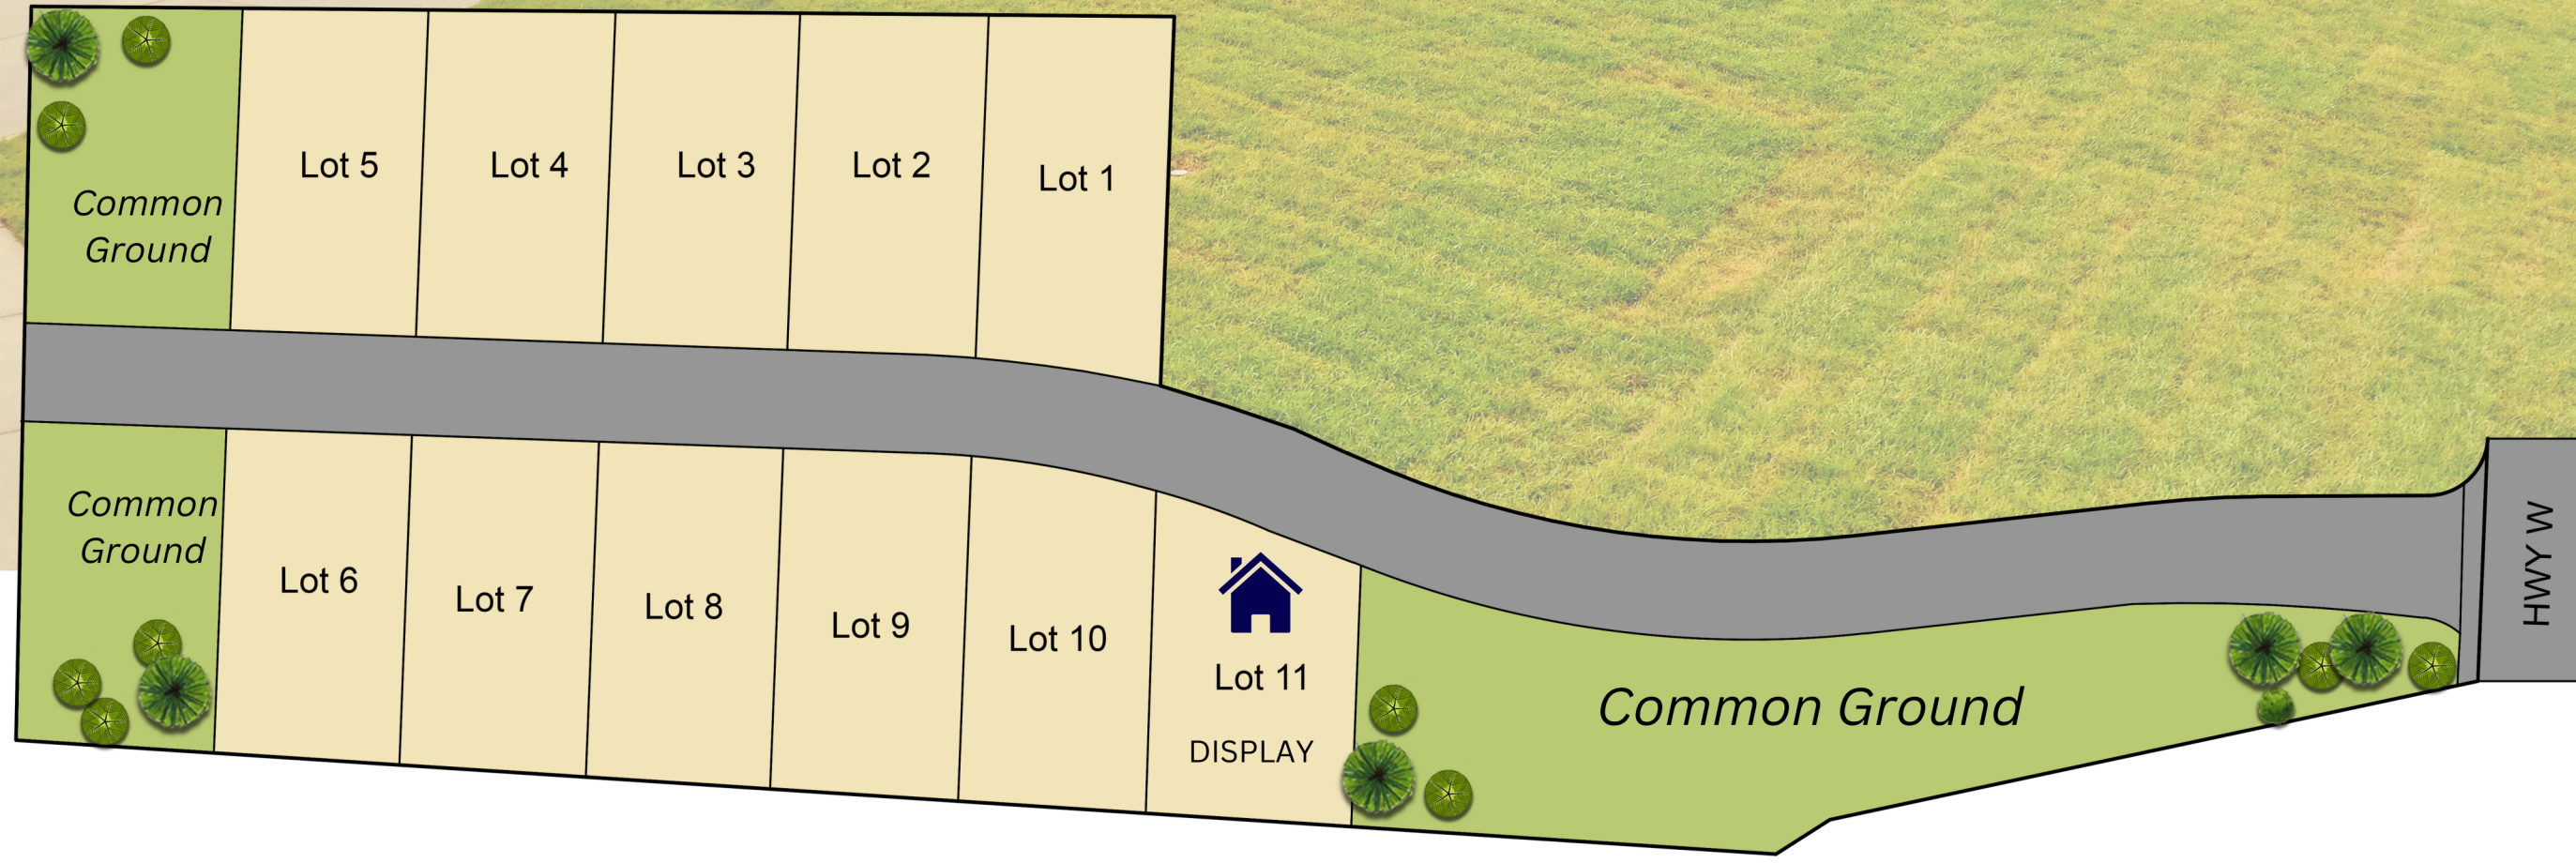 Lot 5
Lot 4
Lot 3
Lot 2
Lot 1
Common
Ground
Common
Ground
Lot 6
Lot 7
Lot 8
Lot 9
Lot 10
Lot 11
DISPLAY
Common Ground
HWY W